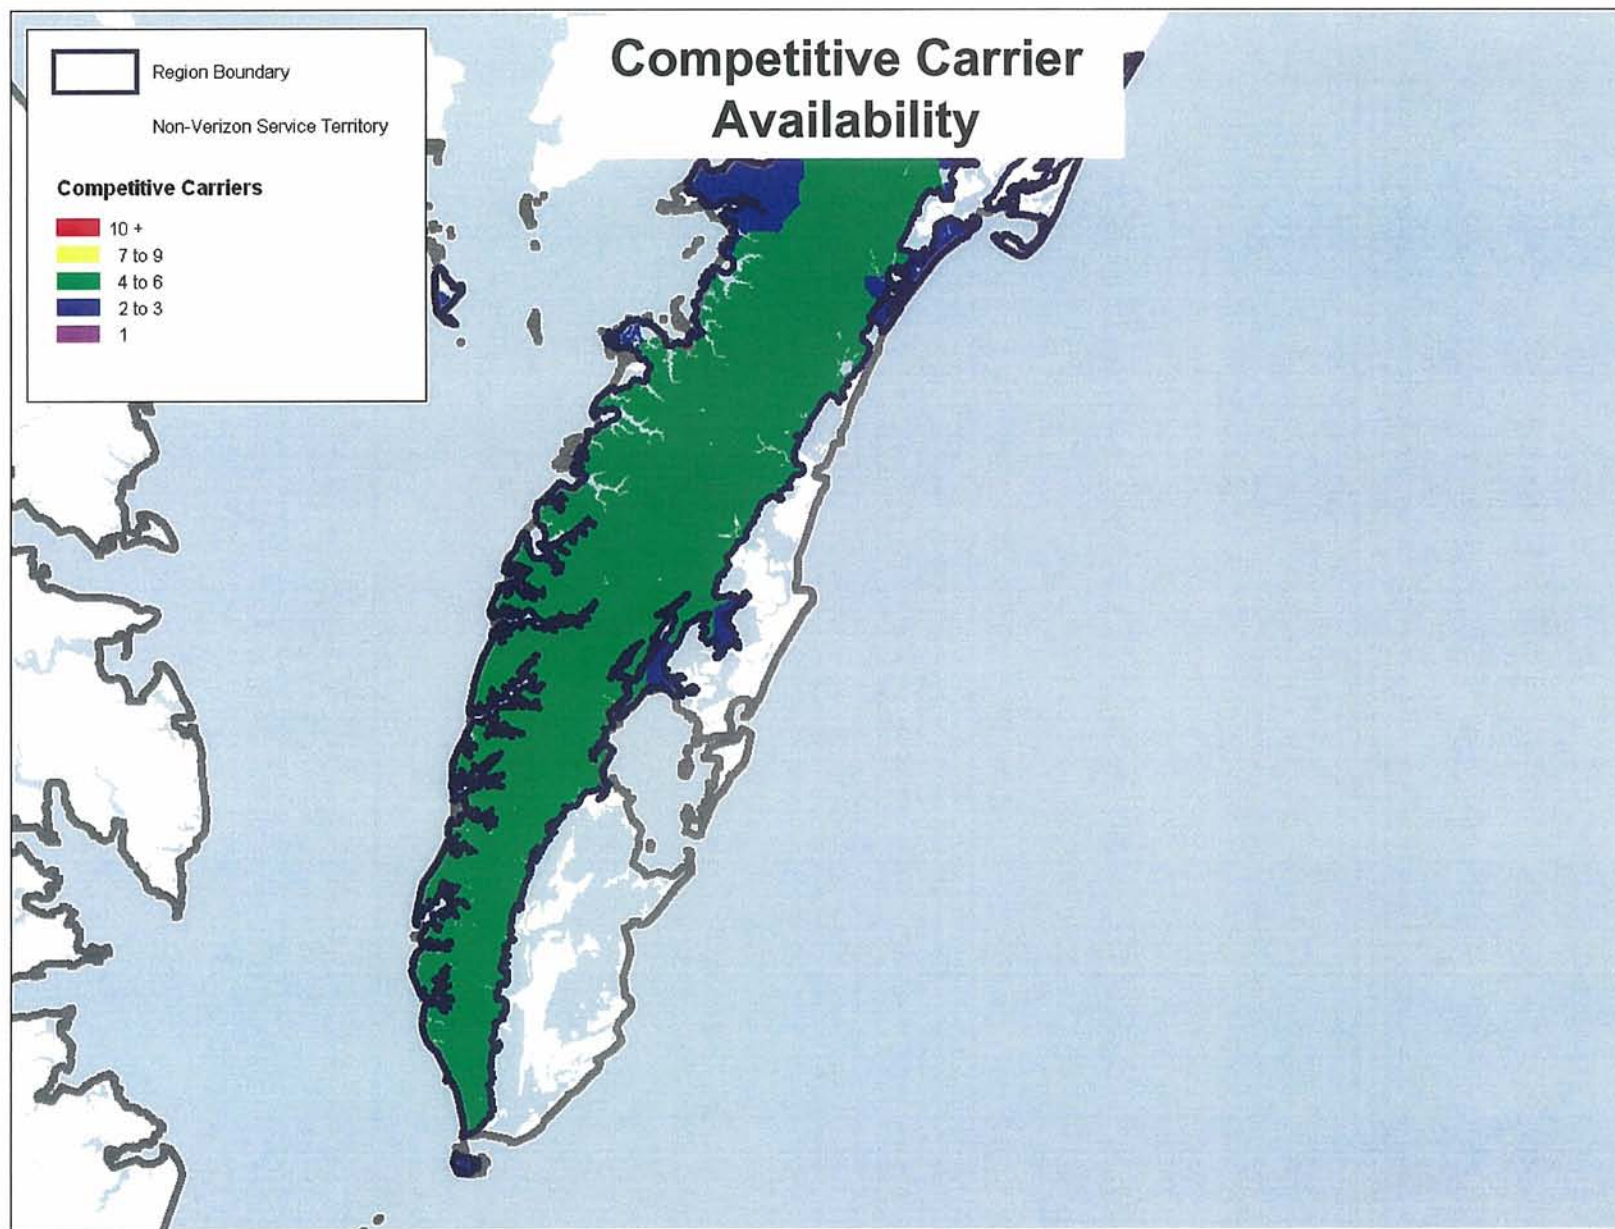 Competitive Carrier
Availability
Region Boundary
Non-Verizon Service Territory
Competitive Carriers
10 +
7 to 9
4 to 6
2 to 3
1